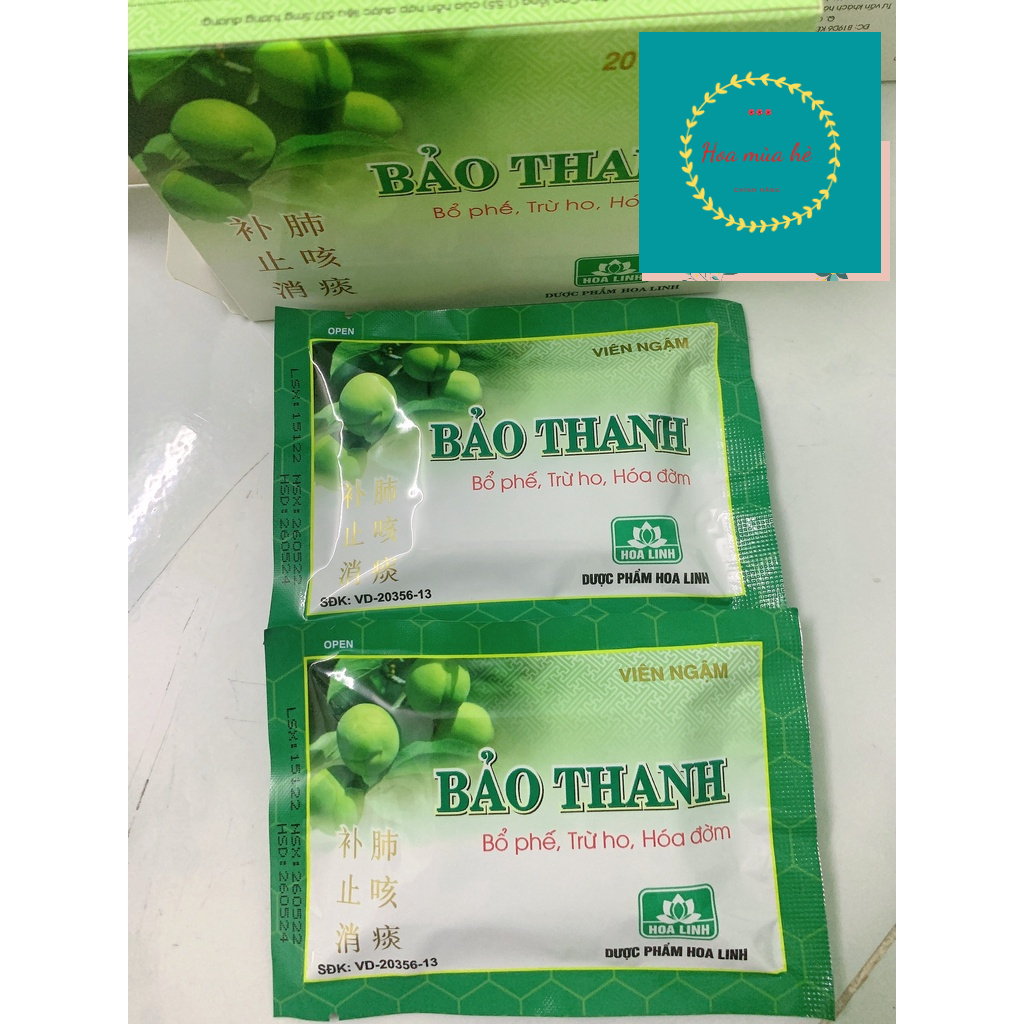 20
BẢO THA
Bổ phế, Trừ ho, Hó
补 肺
止 咳
消 痰
HOA LINH
DƯỢC PHẨM HOA LINH
Hoa mùa hè
OPEN
VIÊN NGẬM
BẢO THANH
Bổ phế, Trừ ho, Hóa đờm
补 肺
止 咳
消 痰
HOA LINH
DƯỢC PHẨM HOA LINH
SĐK: VD-20356-13
LSX: 15122 NSX: 260522
HSD: 260524
OPEN
VIÊN NGẬM
BẢO THANH
Bổ phế, Trừ ho, Hóa đờm
补 肺
止 咳
消 痰
HOA LINH
DƯỢC PHẨM HOA LINH
SĐK: VD-20356-13
LSX: 15122 NSX: 260522
HSD: 260524